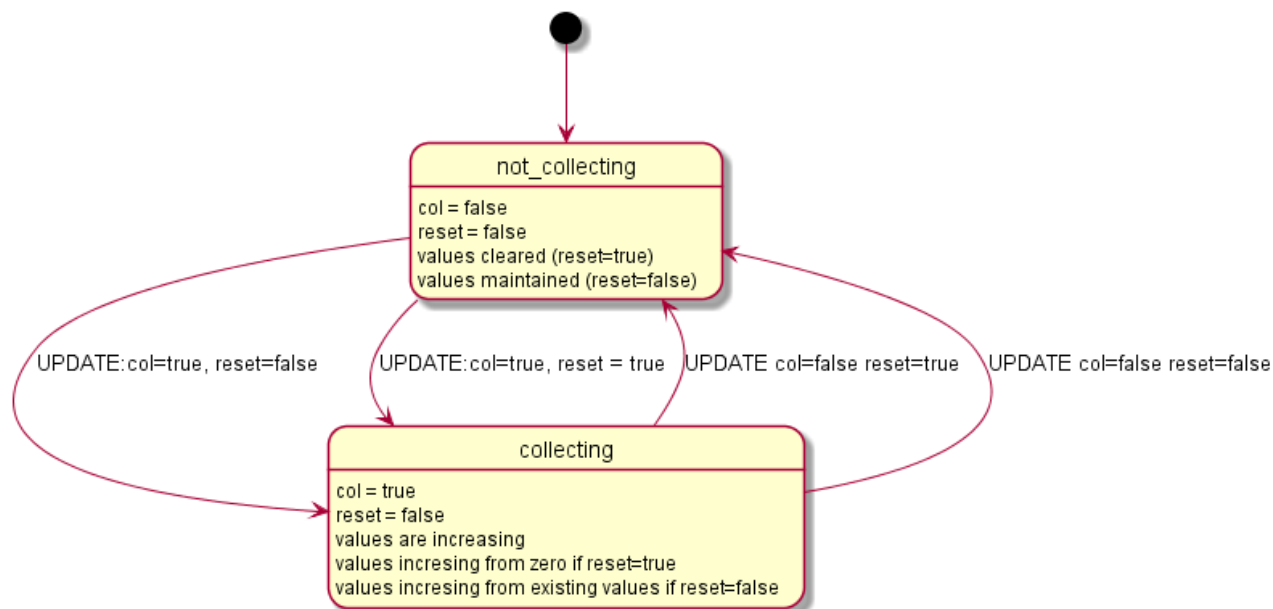 not_collecting
col = false
reset = false
values cleared (reset=true)
values maintained (reset=false)
UPDATE:col=true, reset=false
UPDATE:col=true, reset = true
UPDATE col=false reset=true
UPDATE col=false reset=false
collecting
col = true
reset = false
values are increasing
values incresing from zero if reset=true
values incresing from existing values if reset=false